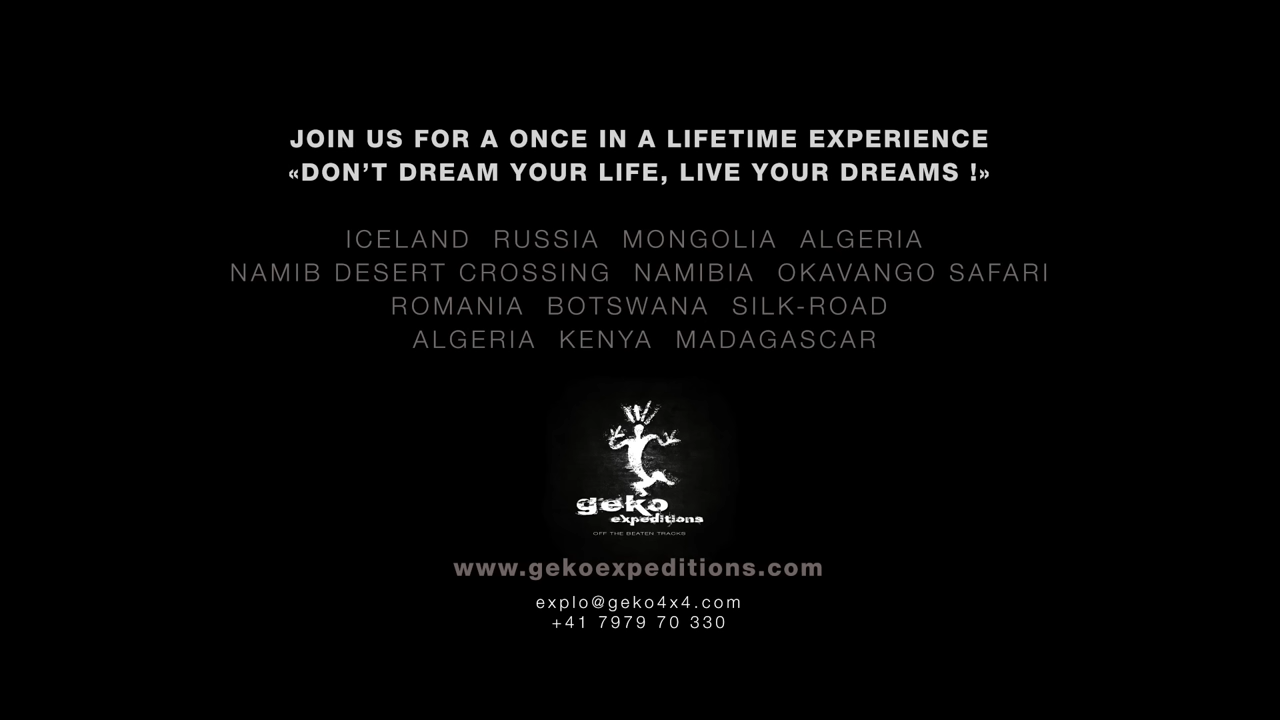 JOIN US FOR A ONCE IN A LIFETIME EXPERIENCE
«DON’T DREAM YOUR LIFE, LIVE YOUR DREAMS !»
ICELAND RUSSIA MONGOLIA ALGERIA
NAMIB DESERT CROSSING NAMIBIA OKAVANGO SAFARI
ROMANIA BOTSWANA SILK-ROAD
ALGERIA KENYA MADAGASCAR
geko
expeditions
OFF THE BEATEN TRACKS
www.gekoexpeditions.com
explo@geko4x4.com
+41 7979 70 330